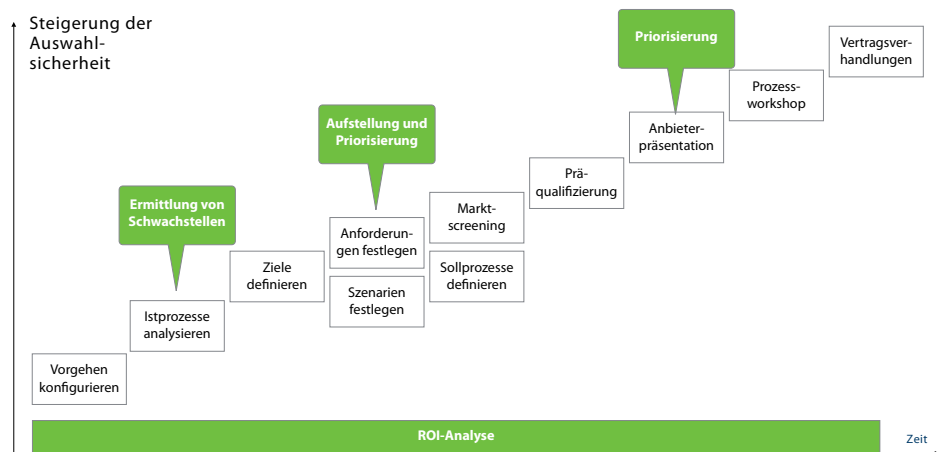 Steigerung der
Auswahl-
sicherheit
Priorisierung
Vertragsver-
handlungen
Prozess-
workshop
Aufstellung und
Priorisierung
Anbieter-
präsentation
Prä-
qualifizierung
Ermittlung von
Schwachstellen
Markt-
screening
Anforderun-
gen festlegen
Ziele
definieren
Sollprozesse
definieren
Szenarien
festlegen
Istprozesse
analysieren
Vorgehen
konfigurieren
ROI-Analyse
Zeit